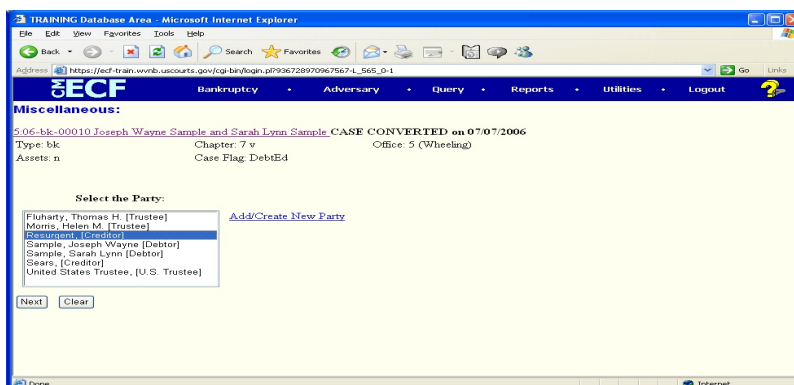 TRAINING Database Area - Microsoft Internet Explorer
File Edit View Favorites Tools Help
Back Search Favorites
Address https://ecf-train.wvnb.uscourts.gov/cgi-bin/login.pl?936728970967567-L_565_0-1 Go Links
CM ECF Bankruptcy • Adversary • Query • Reports • Utilities • Logout ?
Miscellaneous:
5:06-bk-00010 Joseph Wayne Sample and Sarah Lynn Sample CASE CONVERTED on 07/07/2006
Type: bk Chapter: 7 v Office: 5 (Wheeling)
Assets: n Case Flag: DebtEd
Select the Party:
Fluharty, Thomas H. [Trustee] Add/Create New Party
Morris, Helen M. [Trustee]
Resurgent, [Creditor]
Sample, Joseph Wayne [Debtor]
Sample, Sarah Lynn [Debtor]
Sears, [Creditor]
United States Trustee, [U.S. Trustee]
Next Clear
Done Internet